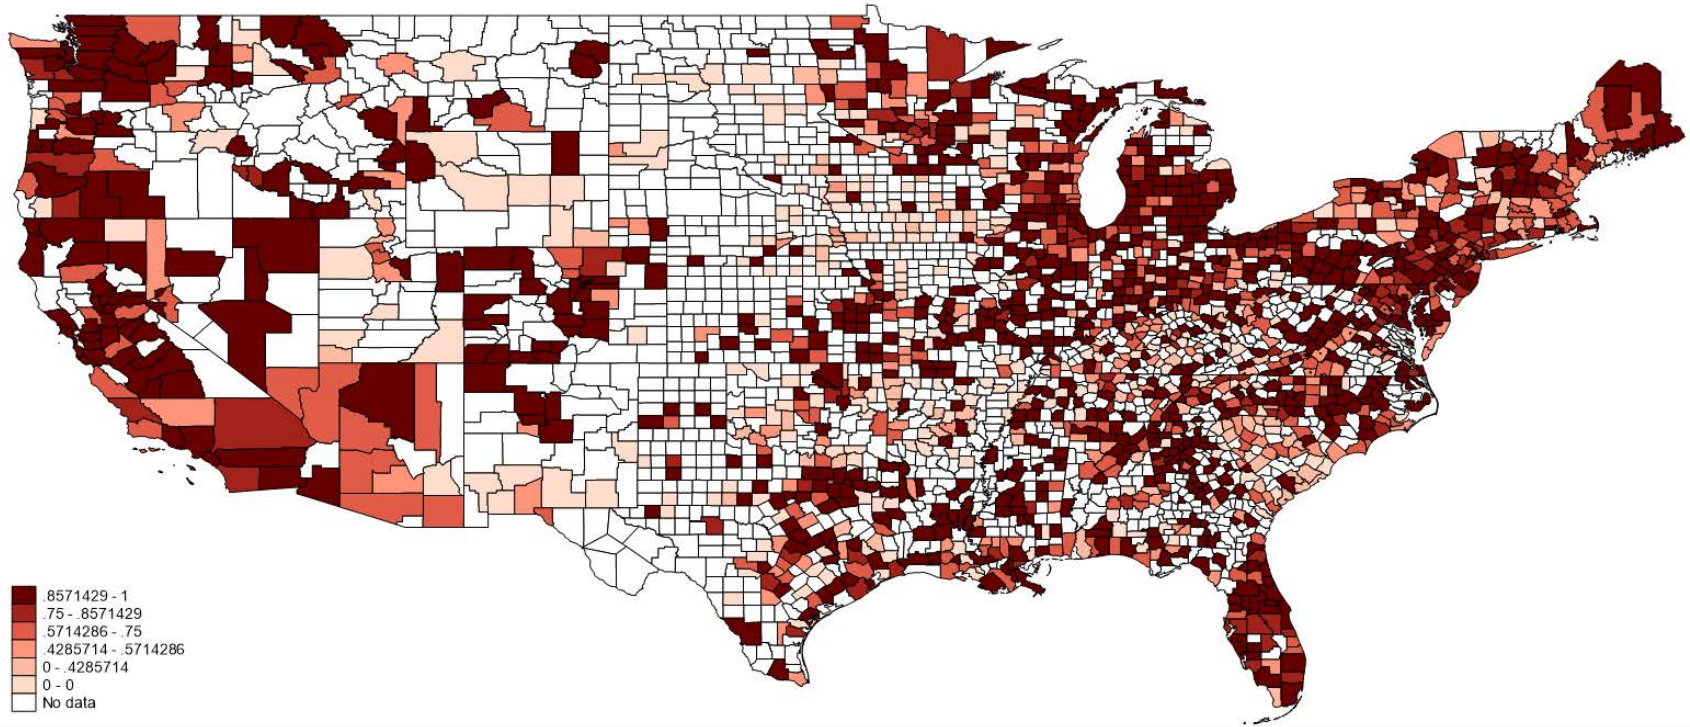 .8571429 - 1
.75 - .8571429
.5714286 - .75
.4285714 - .5714286
0 - .4285714
0 - 0
No data